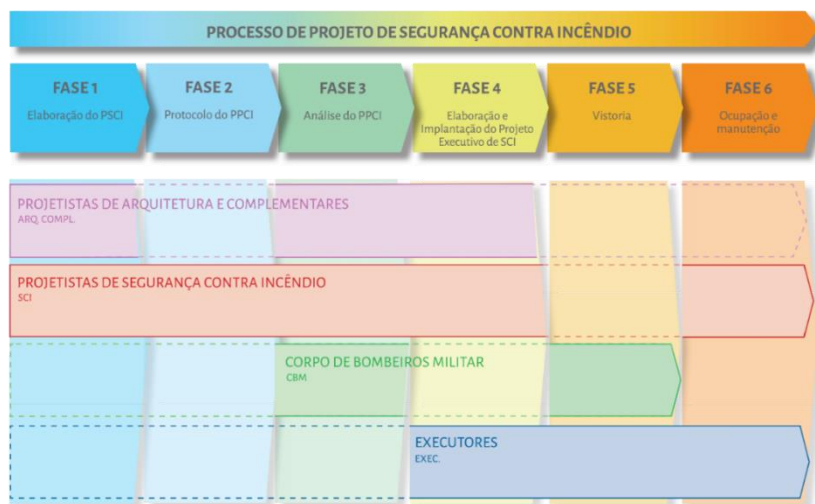 PROCESSO DE PROJETO DE SEGURANÇA CONTRA INCÊNDIO
FASE 1
Elaboração do PSCI
FASE 2
Protocolo do PPCI
FASE 3
Análise do PPCI
FASE 4
Elaboração e
Implantação do Projeto
Executivo de SCI
FASE 5
Vistoria
FASE 6
Ocupação e
manutenção
PROJETISTAS DE ARQUITETURA E COMPLEMENTARES
ARQ. COMPL.
PROJETISTAS DE SEGURANÇA CONTRA INCÊNDIO
SCI
CORPO DE BOMBEIROS MILITAR
CBM
EXECUTORES
EXEC.